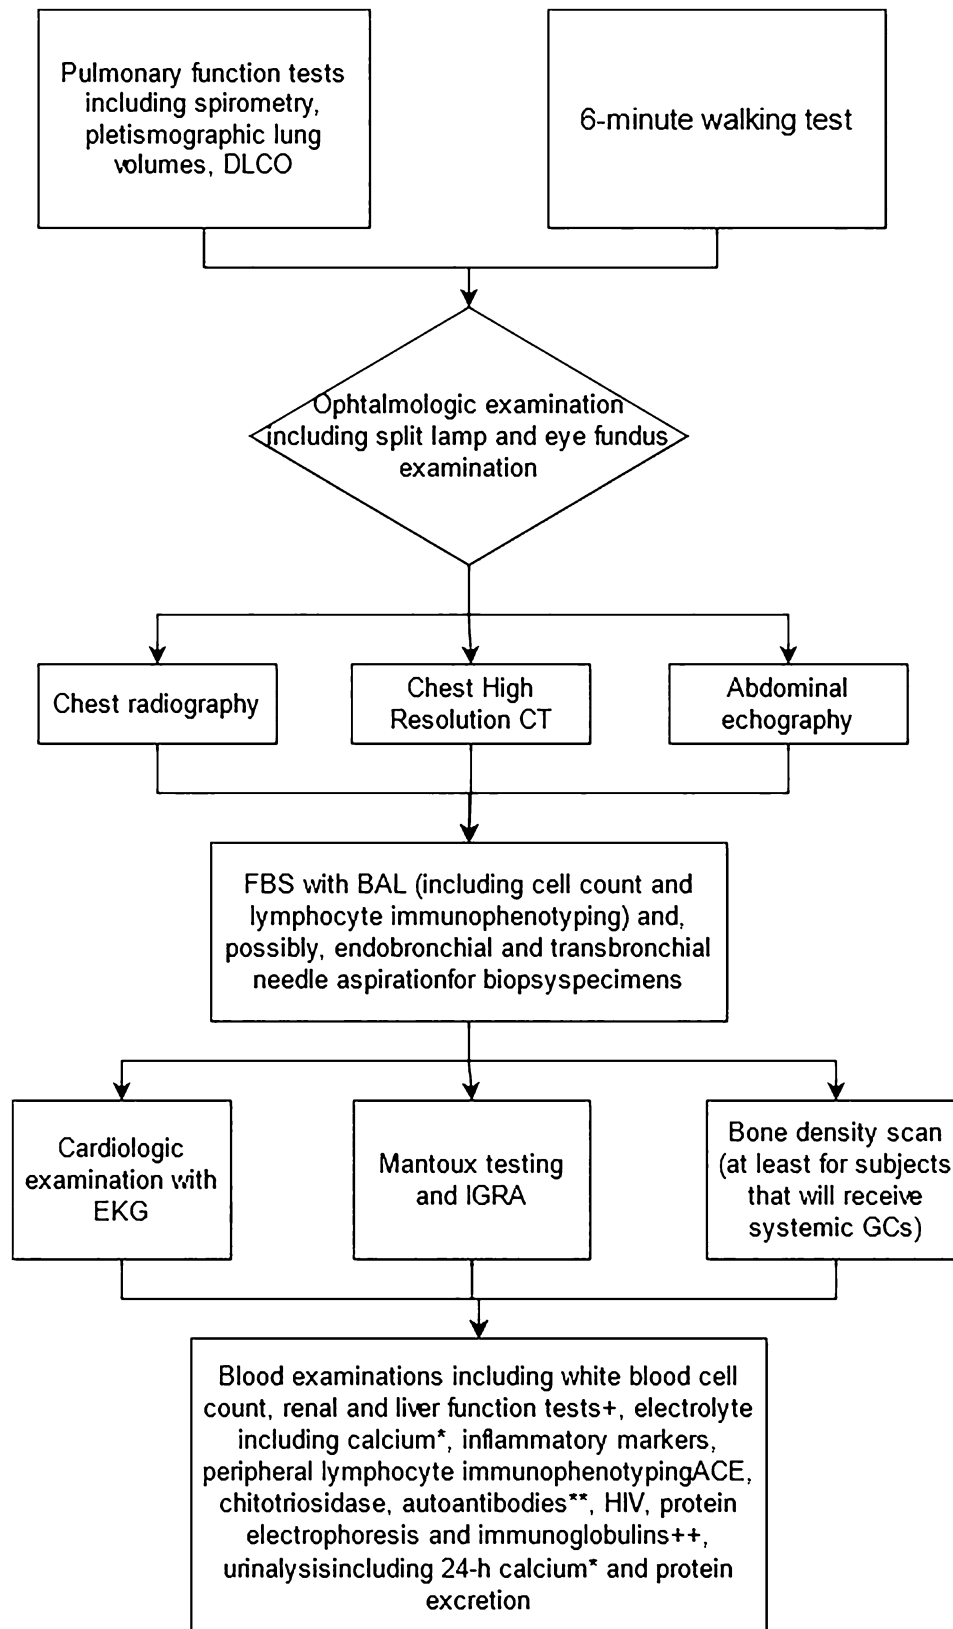 Pulmonary function tests
including spirometry,
pletismographic lung
volumes, DLCO
6-minute walking test
Ophtalmologic examination
including split lamp and eye fundus
examination
Chest radiography
Chest High
Resolution CT
Abdominal
echography
FBS with BAL (including cell count and
lymphocyte immunophenotyping) and,
possibly, endobronchial and transbronchial
needle aspirationfor biopsyspecimens
Cardiologic
examination with
EKG
Mantoux testing
and IGRA
Bone density scan
(at least for subjects
that will receive
systemic GCs)
Blood examinations including white blood cell
count, renal and liver function tests+, electrolyte
including calcium*, inflammatory markers,
peripheral lymphocyte immunophenotypingACE,
chitotriosidase, autoantibodies**, HIV, protein
electrophoresis and immunoglobulins++,
urinalysisincluding 24-h calcium* and protein
excretion